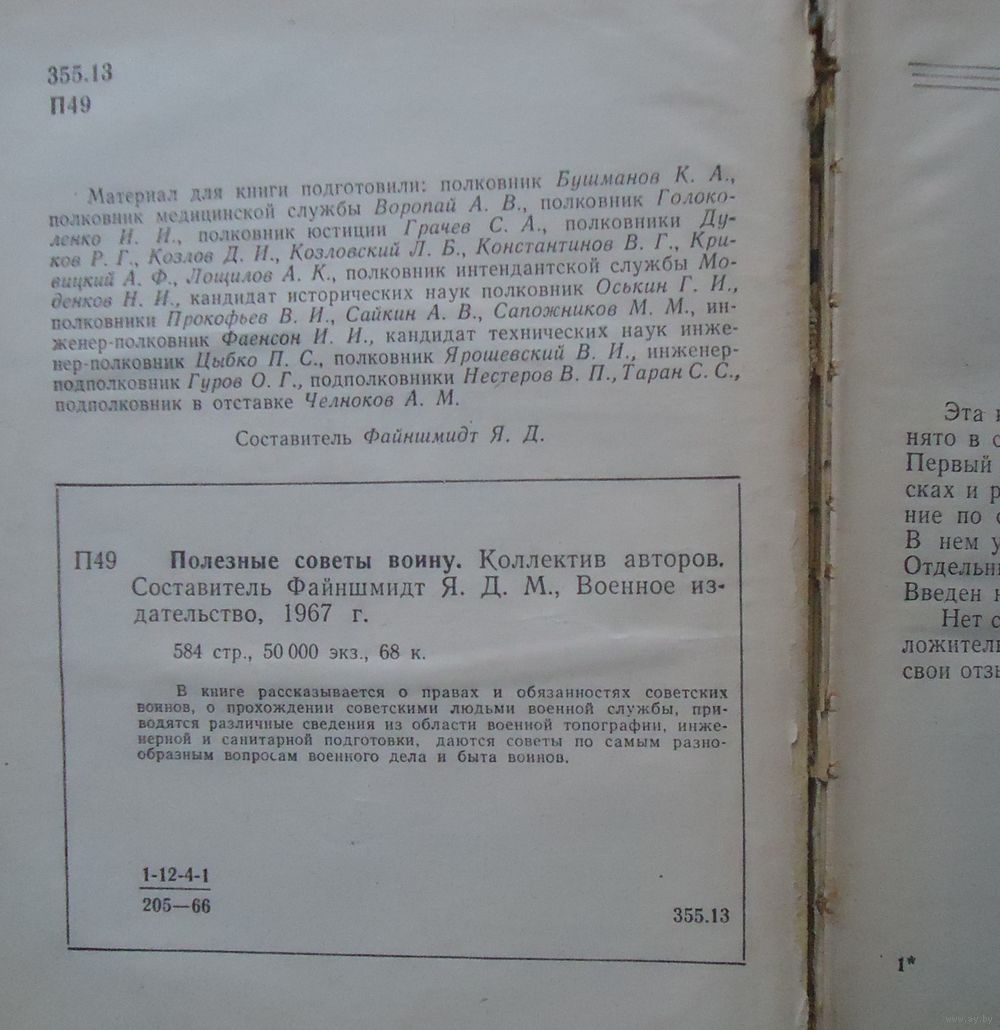 355.13
П49
Материал для книги подготовили: полковник Бушманов К. А.,
полковник медицинской службы Воропай А. В., полковник Голоко-
ленко И. И., полковник юстиции Грачев С. А., полковники Ду-
ков Р. Г., Козлов Д. И., Козловский Л. Б., Константинов В. Г., Кри-
вицкий А. Ф., Лощилов А. К., полковник интендантской службы Мо-
денков Н. И., кандидат исторических наук полковник Оськин Г. И.,
полковники Прокофьев В. И., Сайкин А. В., Сапожников М. М., ин-
женер-полковник Фаенсон И. И., кандидат технических наук инже-
нер-полковник Цыбко П. С., полковник Ярошевский В. И., инженер-
подполковник Гуров О. Г., подполковники Нестеров В. П., Таран С. С.,
подполковник в отставке Челноков А. М.
Составитель Файншмидт Я. Д.
П49 Полезные советы воину. Коллектив авторов.
Составитель Файншмидт Я. Д. М., Военное из-
дательство, 1967 г.
584 стр., 50 000 экз., 68 к.
В книге рассказывается о правах и обязанностях советских
воинов, о прохождении советскими людьми военной службы, при-
водятся различные сведения из области военной топографии, инже-
нерной и санитарной подготовки, даются советы по самым разно-
образным вопросам военного дела и быта воинов.
1-12-4-1
205—66
355.13
Эта
нято в
Первый
сках и
ние по
В нем
Отдельн
Введен
Нет
ложител
свои отз
1*
www.ay.by